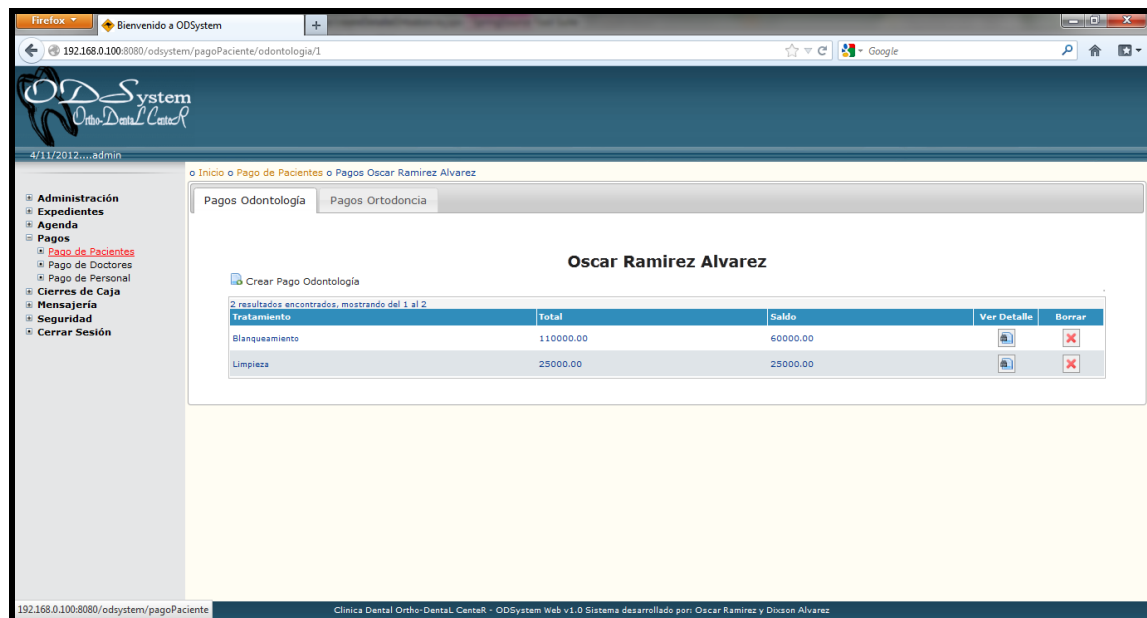 Firefox
Bienvenido a ODSystem
+
192.168.0.100:8080/odsystem/pagoPaciente/odontologia/1
Google
ODSystem
Ortho-DentaL CenteR
4/11/2012....admin
o Inicio o Pago de Pacientes o Pagos Oscar Ramirez Alvarez
Administración
Expedientes
Agenda
Pagos
Pago de Pacientes
Pago de Doctores
Pago de Personal
Cierres de Caja
Mensajería
Seguridad
Cerrar Sesión
Pagos Odontología Pagos Ortodoncia
Oscar Ramirez Alvarez
Crear Pago Odontología
2 resultados encontrados, mostrando del 1 al 2
Tratamiento Total Saldo Ver Detalle Borrar
Blanqueamiento 110000.00 60000.00
Limpieza 25000.00 25000.00
192.168.0.100:8080/odsystem/pagoPaciente
Clinica Dental Ortho-DentaL CenteR - ODSystem Web v1.0 Sistema desarrollado por: Oscar Ramirez y Dixson Alvarez